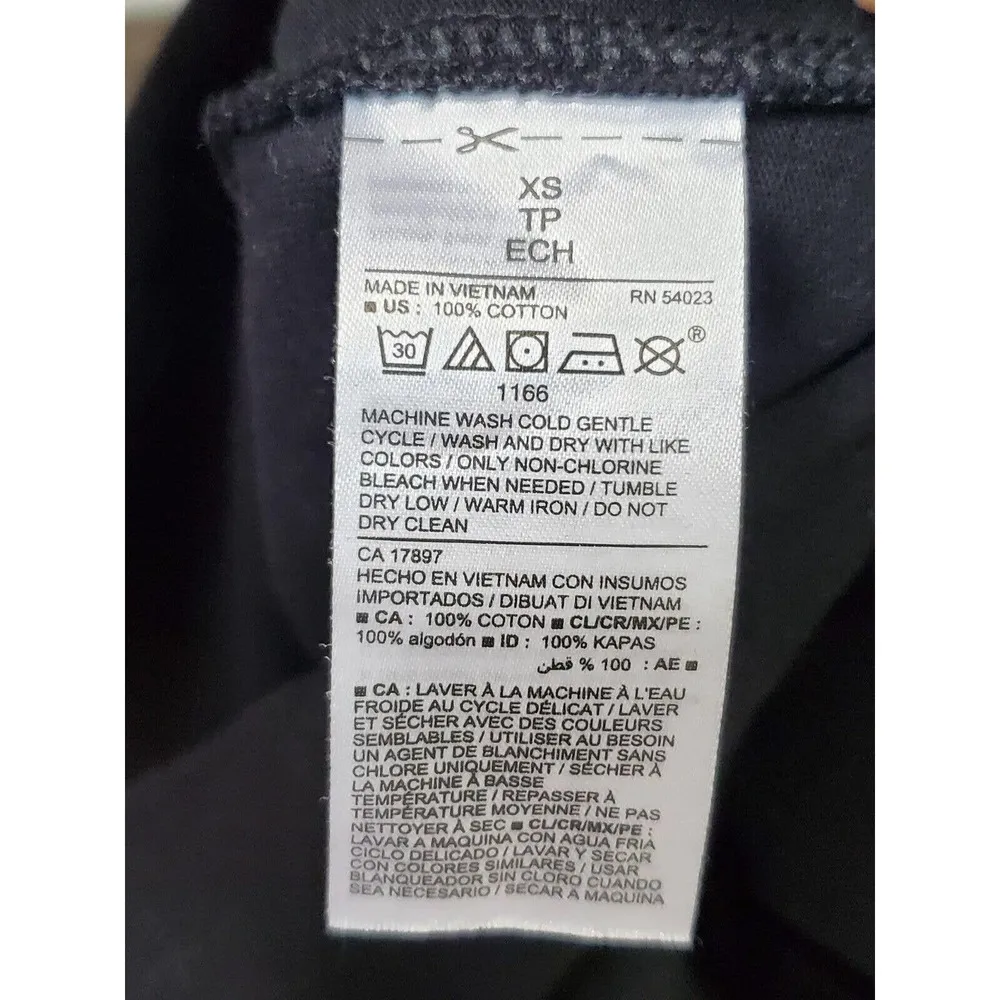 XS
TP
ECH
MADE IN VIETNAM RN 54023
US : 100% COTTON
30 ®
1166
MACHINE WASH COLD GENTLE
CYCLE / WASH AND DRY WITH LIKE
COLORS / ONLY NON-CHLORINE
BLEACH WHEN NEEDED / TUMBLE
DRY LOW / WARM IRON / DO NOT
DRY CLEAN
CA 17897
HECHO EN VIETNAM CON INSUMOS
IMPORTADOS / DIBUAT DI VIETNAM
CA : 100% COTON CL/CR/MX/PE :
100% algodón ID : 100% KAPAS
AE : 100 % قطن
CA : LAVER À LA MACHINE À L'EAU
FROIDE AU CYCLE DÉLICAT / LAVER
ET SÉCHER AVEC DES COULEURS
SEMBLABLES / UTILISER AU BESOIN
UN AGENT DE BLANCHIMENT SANS
CHLORE UNIQUEMENT / SÉCHER À
LA MACHINE À BASSE
TEMPÉRATURE / REPASSER À
TEMPÉRATURE MOYENNE / NE PAS
NETTOYER À SEC CL/CR/MX/PE :
LAVAR A MAQUINA CON AGUA FRIA
CICLO DELICADO / LAVAR Y SECAR
CON COLORES SIMILARES / USAR
BLANQUEADOR SIN CLORO CUANDO
SEA NECESARIO / SECAR A MAQUINA